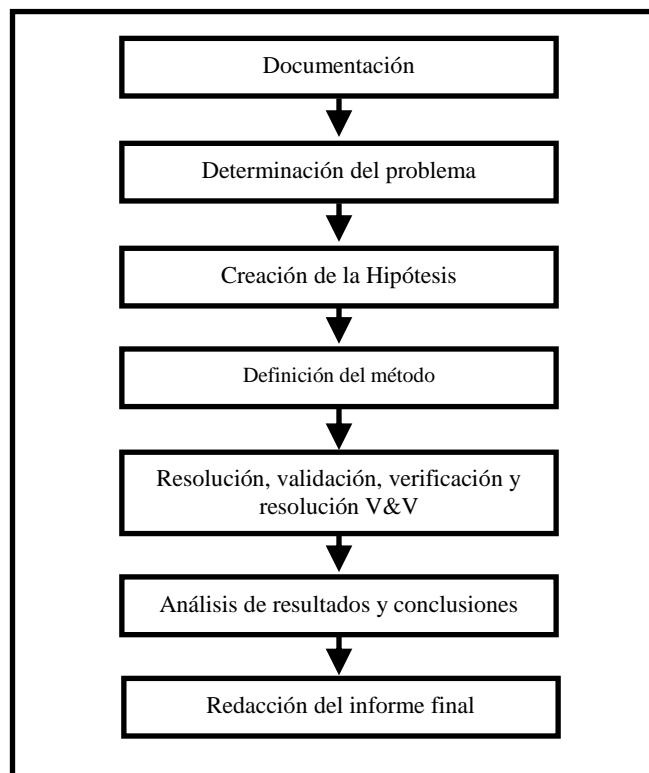 Documentación
Determinación del problema
Creación de la Hipótesis
Definición del método
Resolución, validación, verificación y
resolución V&V
Análisis de resultados y conclusiones
Redacción del informe final